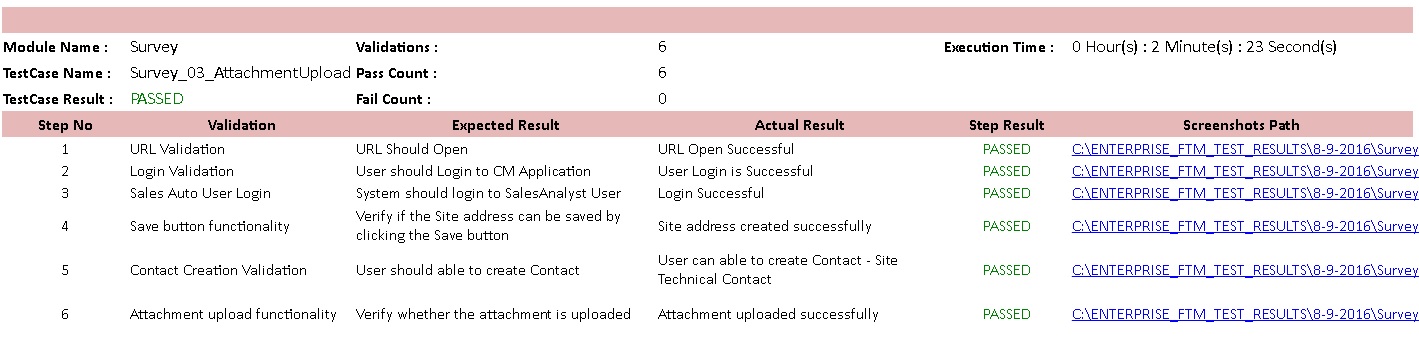 Module Name : Survey Validations : 6 Execution Time : 0 Hour(s) : 2 Minute(s) : 23 Second(s)
TestCase Name : Survey_03_AttachmentUpload Pass Count : 6
TestCase Result : PASSED Fail Count : 0
Step No Validation Expected Result Actual Result Step Result Screenshots Path
1 URL Validation URL Should Open URL Open Successful PASSED C:\ENTERPRISE_FTM_TEST_RESULTS\8-9-2016\Survey
2 Login Validation User should Login to CM Application User Login is Successful PASSED C:\ENTERPRISE_FTM_TEST_RESULTS\8-9-2016\Survey
3 Sales Auto User Login System should login to SalesAnalyst User Login Successful PASSED C:\ENTERPRISE_FTM_TEST_RESULTS\8-9-2016\Survey
4 Save button functionality Verify if the Site address can be saved by
clicking the Save button Site address created successfully PASSED C:\ENTERPRISE_FTM_TEST_RESULTS\8-9-2016\Survey
5 Contact Creation Validation User should able to create Contact User can able to create Contact - Site
Technical Contact PASSED C:\ENTERPRISE_FTM_TEST_RESULTS\8-9-2016\Survey
6 Attachment upload functionality Verify whether the attachment is uploaded Attachment uploaded successfully PASSED C:\ENTERPRISE_FTM_TEST_RESULTS\8-9-2016\Survey